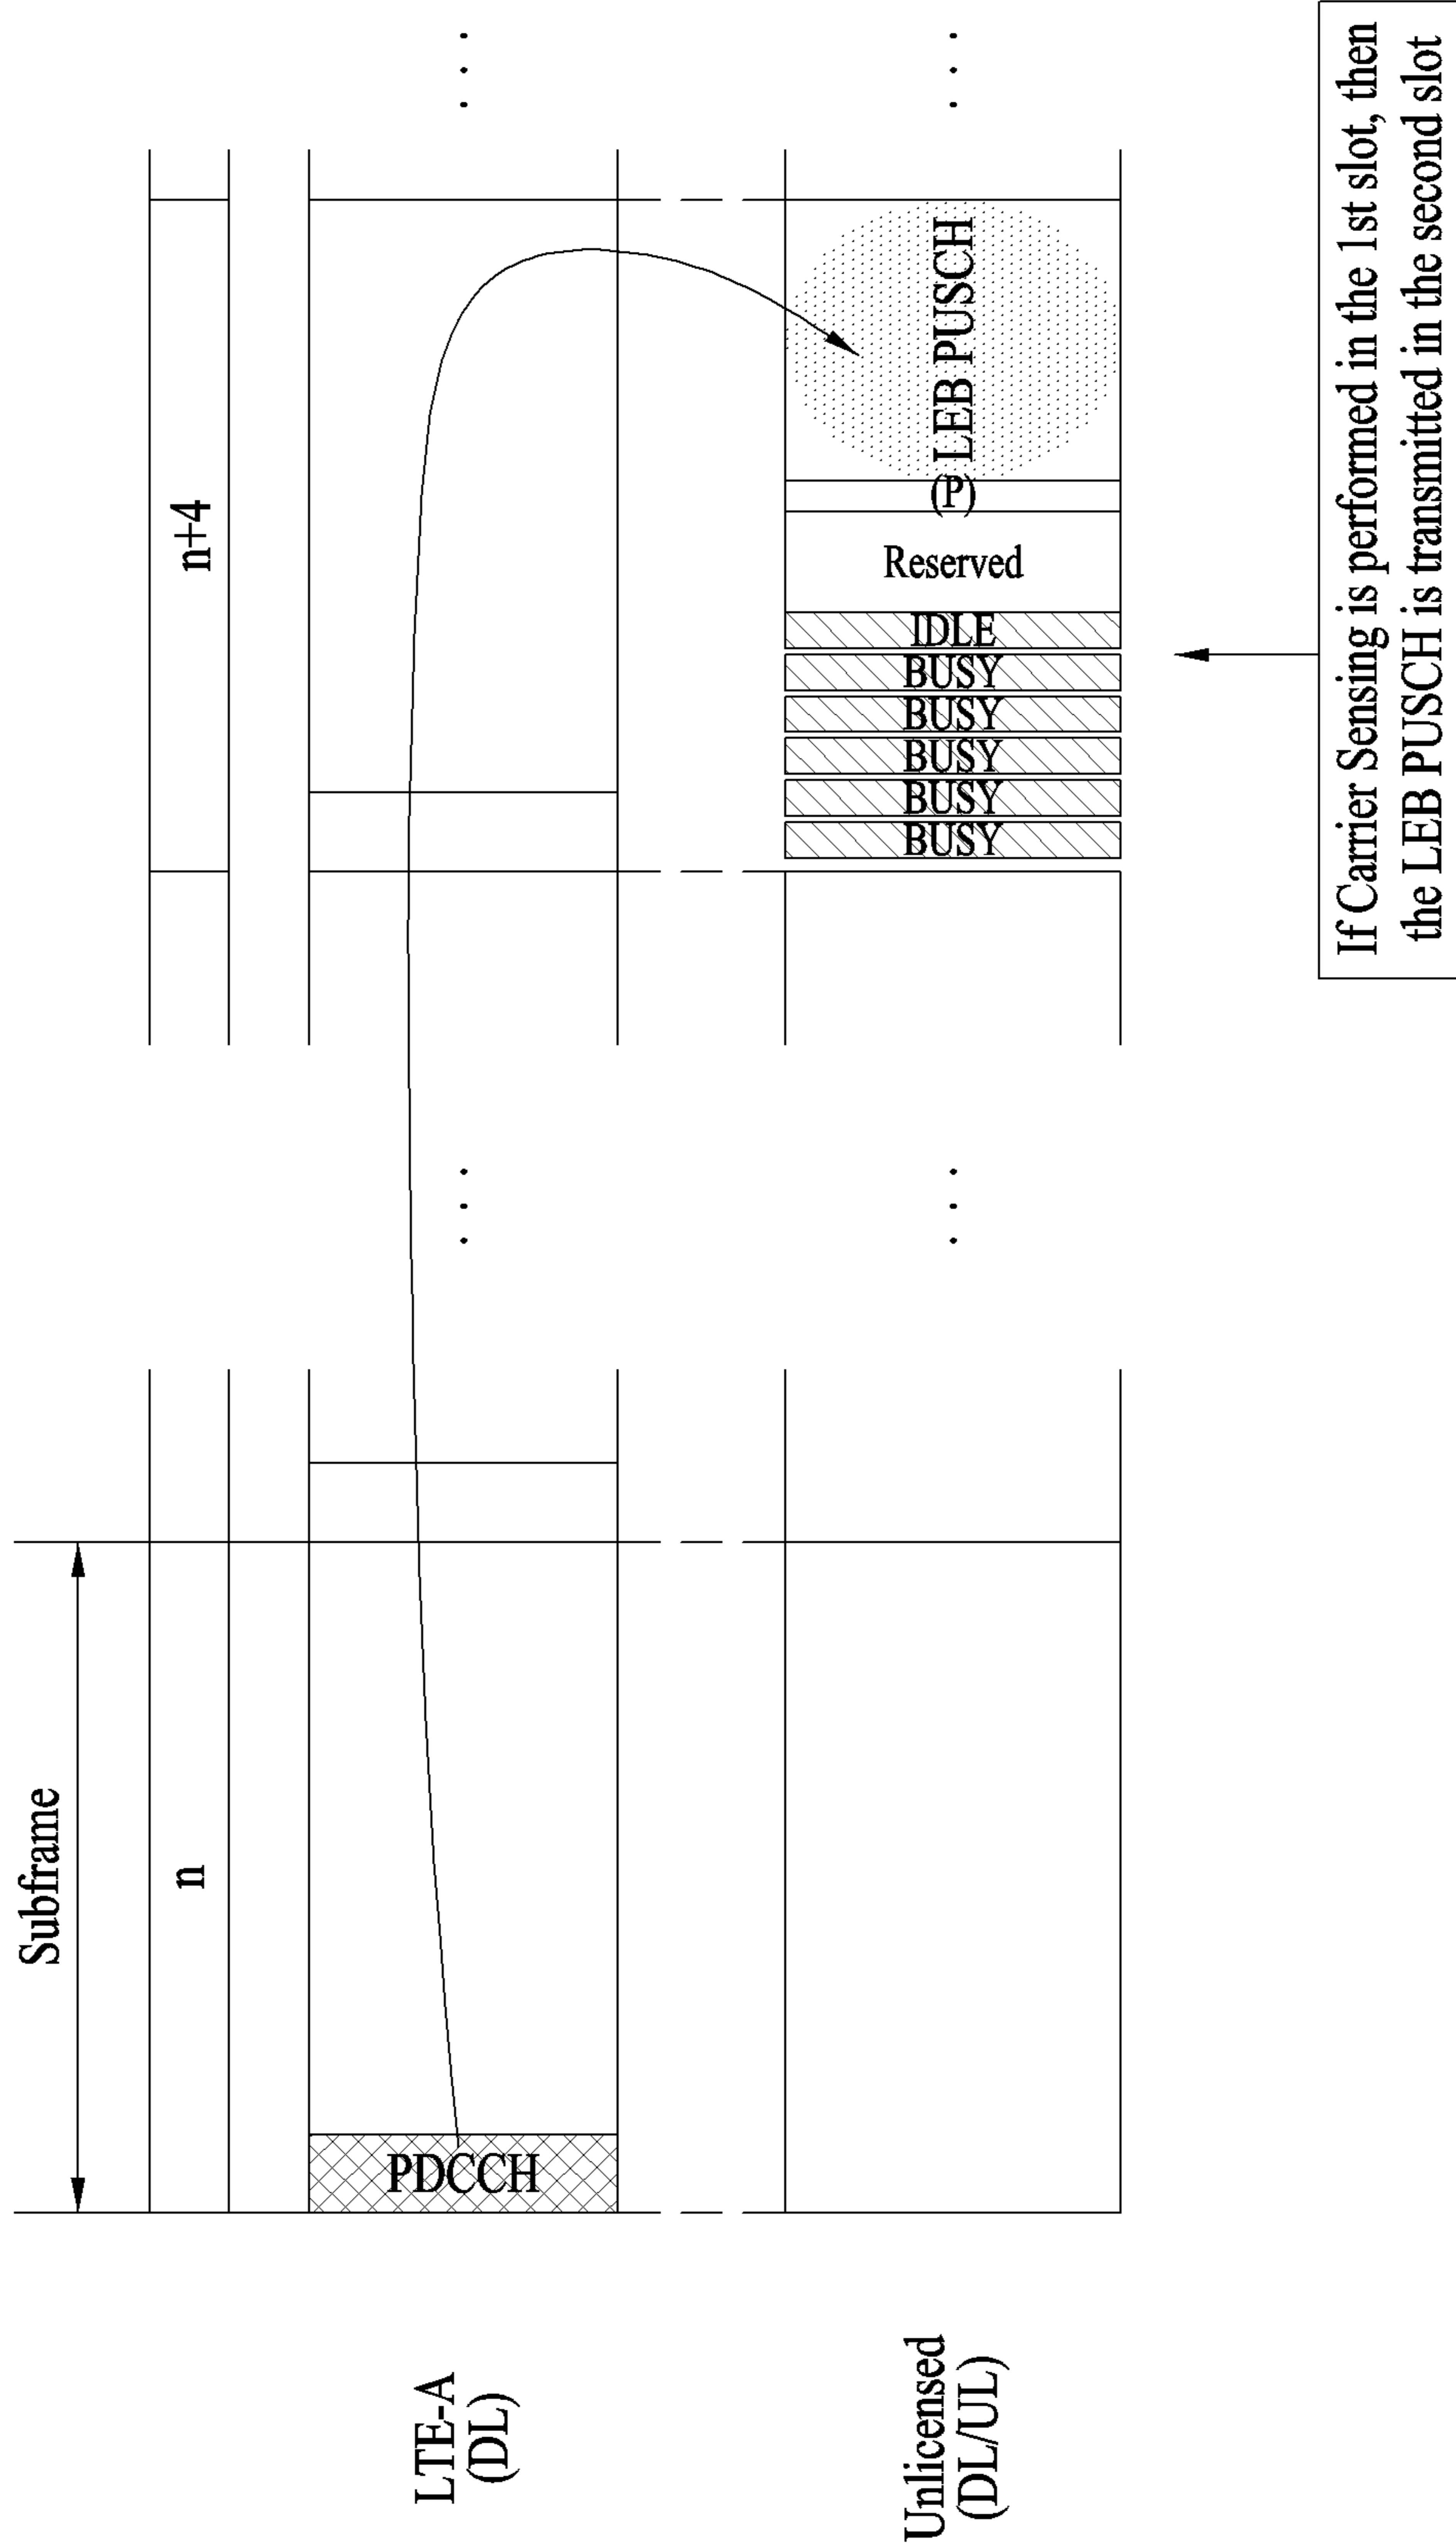 Subframe
n
n+4
LTE-A
(DL)
PDCCH
Unlicensed
(DL/UL)
BUSY
BUSY
BUSY
BUSY
BUSY
IDLE
Reserved
(P)
LEB PUSCH
If Carrier Sensing is performed in the 1st slot, then
the LEB PUSCH is transmitted in the second slot